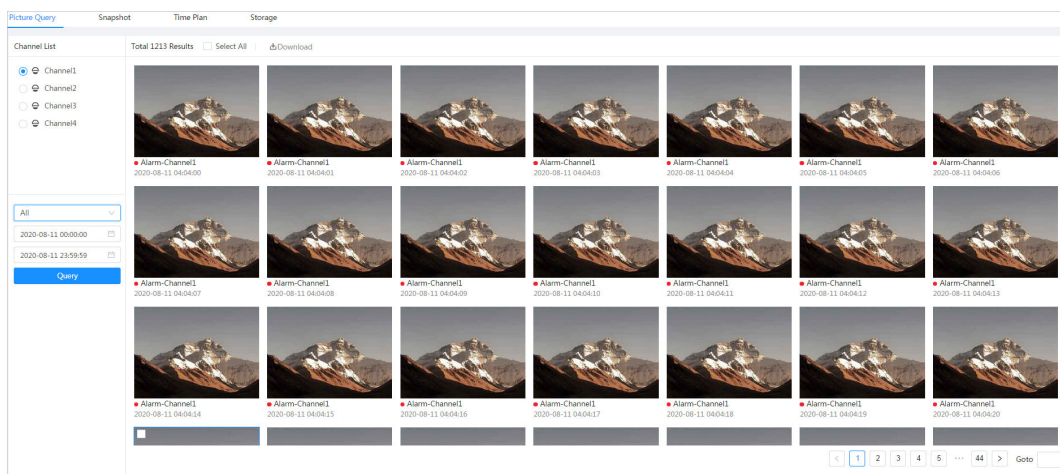 Picture Query Snapshot Time Plan Storage
Channel List Total 1213 Results Select All Download
Channel1
Channel2
Channel3
Channel4
All
2020-08-11 00:00:00
2020-08-11 23:59:59
Query
Alarm-Channel1 Alarm-Channel1 Alarm-Channel1 Alarm-Channel1 Alarm-Channel1 Alarm-Channel1 Alarm-Channel1
2020-08-11 04:04:00 2020-08-11 04:04:01 2020-08-11 04:04:02 2020-08-11 04:04:03 2020-08-11 04:04:04 2020-08-11 04:04:05 2020-08-11 04:04:06
Alarm-Channel1 Alarm-Channel1 Alarm-Channel1 Alarm-Channel1 Alarm-Channel1 Alarm-Channel1 Alarm-Channel1
2020-08-11 04:04:07 2020-08-11 04:04:08 2020-08-11 04:04:09 2020-08-11 04:04:10 2020-08-11 04:04:11 2020-08-11 04:04:12 2020-08-11 04:04:13
Alarm-Channel1 Alarm-Channel1 Alarm-Channel1 Alarm-Channel1 Alarm-Channel1 Alarm-Channel1 Alarm-Channel1
2020-08-11 04:04:14 2020-08-11 04:04:15 2020-08-11 04:04:16 2020-08-11 04:04:17 2020-08-11 04:04:18 2020-08-11 04:04:19 2020-08-11 04:04:20
< 1 2 3 4 5 ··· 44 > Goto